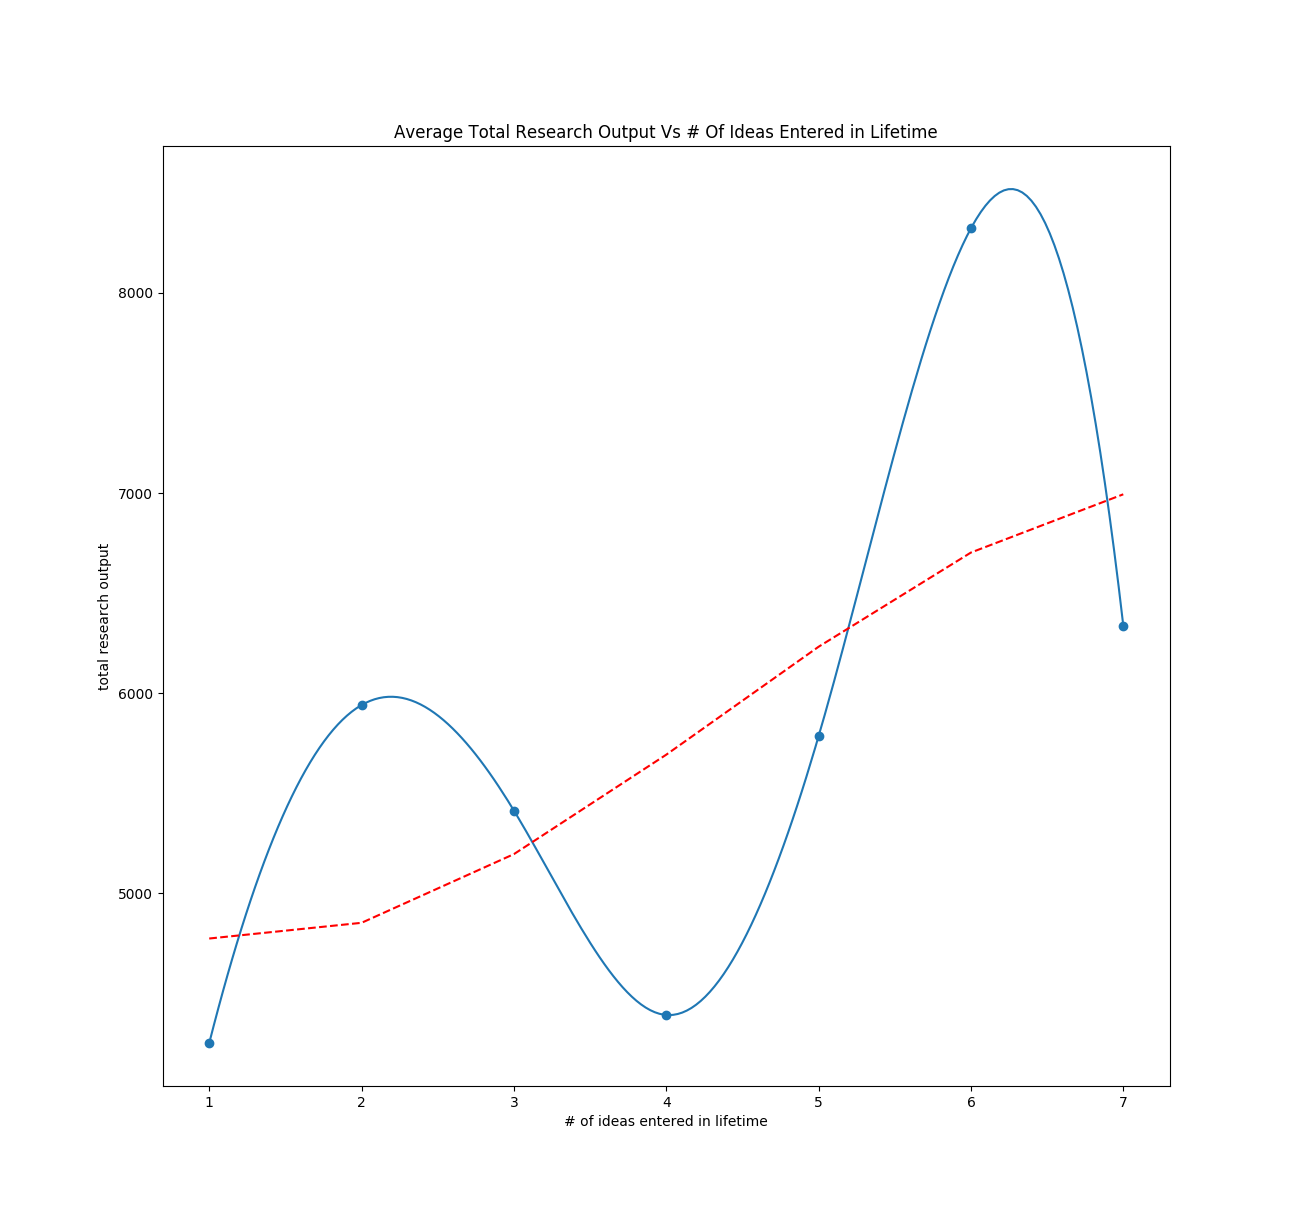 Average Total Research Output Vs # Of Ideas Entered in Lifetime
total research output
8000
7000
6000
5000
1 2 3 4 5 6 7
# of ideas entered in lifetime